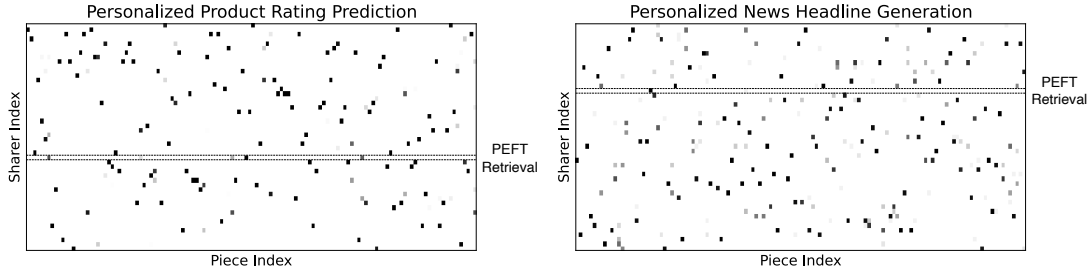 Personalized Product Rating Prediction
Sharer Index
PEFT
Retrieval
Piece Index
Personalized News Headline Generation
Sharer Index
PEFT
Retrieval
Piece Index